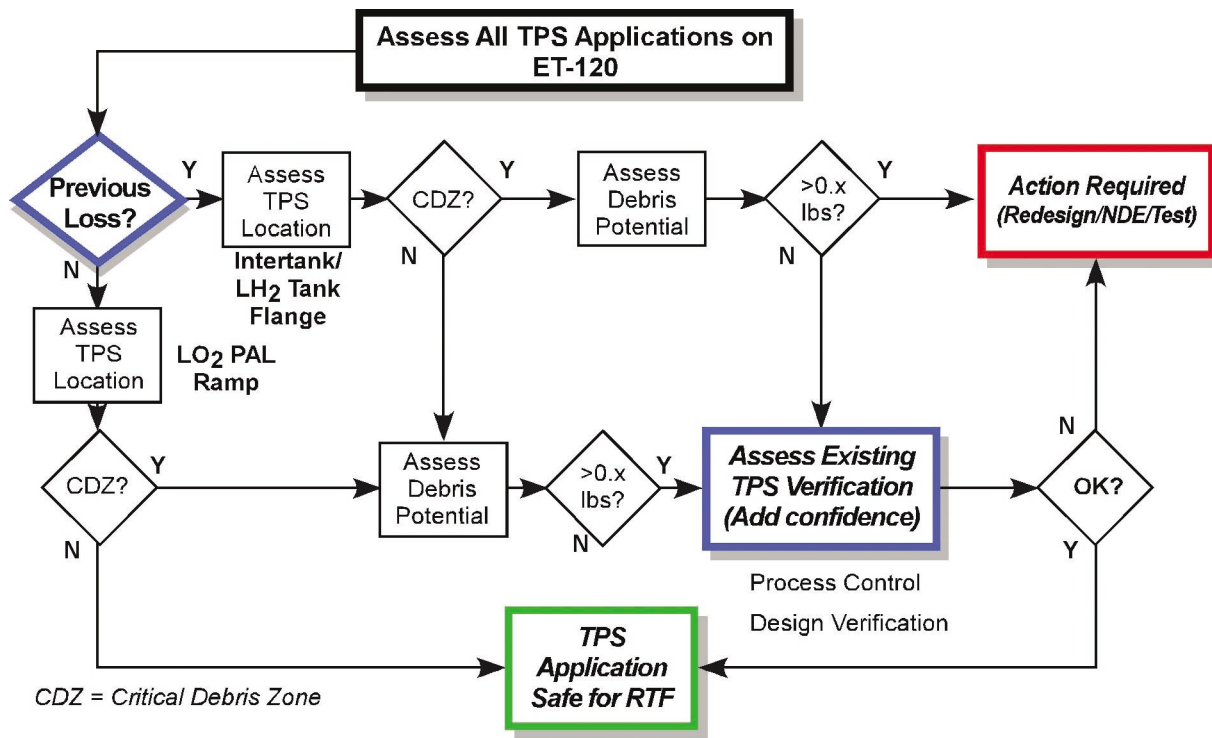 Assess All TPS Applications on
ET-120
Previous
Loss?
Y
N
Assess
TPS
Location
Intertank/
LH2 Tank
Flange
CDZ?
Y
N
Assess
Debris
Potential
>0.x
lbs?
Y
N
Action Required
(Redesign/NDE/Test)
Assess
TPS
Location
LO2 PAL
Ramp
CDZ?
Y
N
Assess
Debris
Potential
>0.x
lbs?
Y
N
Assess Existing
TPS Verification
(Add confidence)
Process Control
Design Verification
OK?
N
Y
TPS
Application
Safe for RTF
CDZ = Critical Debris Zone